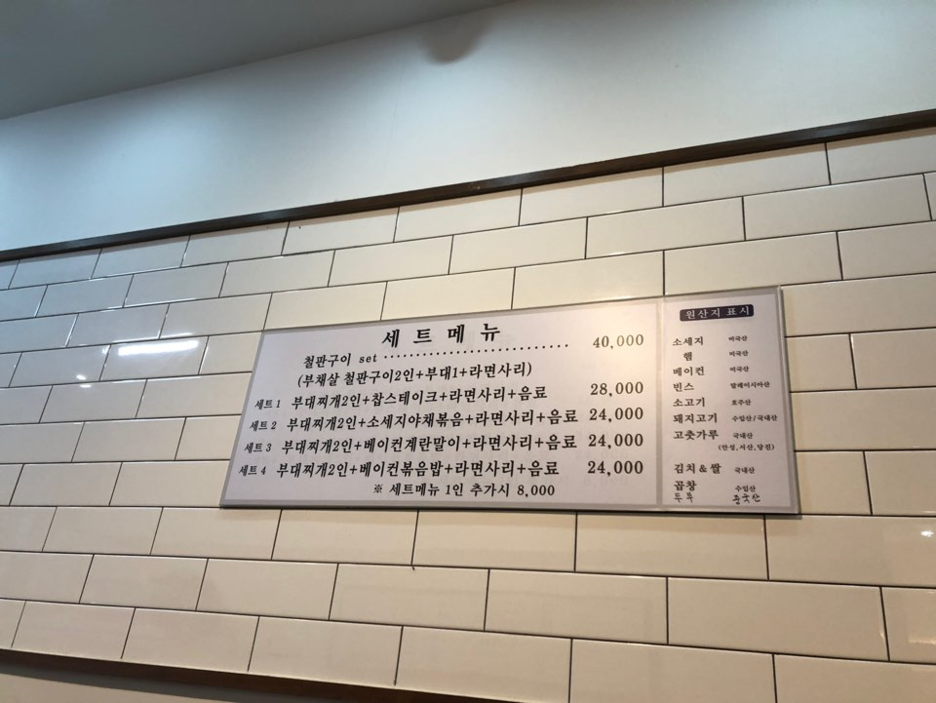 세트메뉴
철판구이 set ........................ 40,000
(부채살 철판구이2인+부대1+라면사리)
세트1 부대찌개2인+찹스테이크+라면사리+음료 28,000
세트2 부대찌개2인+소세지야채볶음+라면사리+음료 24,000
세트3 부대찌개2인+베이컨계란말이+라면사리+음료 24,000
세트4 부대찌개2인+베이컨볶음밥+라면사리+음료 24,000
※ 세트메뉴 1인 추가시 8,000
원산지 표시
소세지 미국산
햄 미국산
베이컨 미국산
빈스 말레이시아산
소고기 호주산
돼지고기 수입산/국내산
고춧가루 국내산
(안성,서산,당진)
김치&쌀 국내산
곱창 수입산
두부 중국산